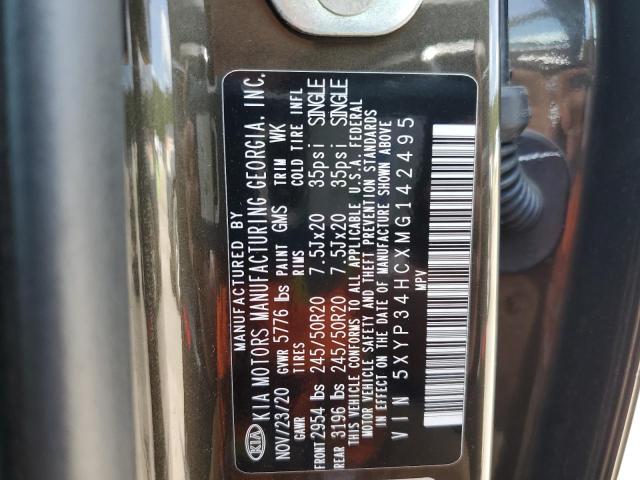 MANUFACTURED BY
KIA KIA MOTORS MANUFACTURING GEORGIA. INC.
NOV/23/20 GVWR 5776 lbs PAINT GMS TRIM WK
GAWR TIRES RIMS COLD TIRE INFL
FRONT 2954 lbs 245/50R20 7.5Jx20 35psi SINGLE
REAR 3196 lbs 245/50R20 7.5Jx20 35psi SINGLE
THIS VEHICLE CONFORMS TO ALL APPLICABLE U.S.A. FEDERAL
MOTOR VEHICLE SAFETY AND THEFT PREVENTION STANDARDS
IN EFFECT ON THE DATE OF MANUFACTURE SHOWN ABOVE
VIN 5XYP34HCXMG142495
MPV